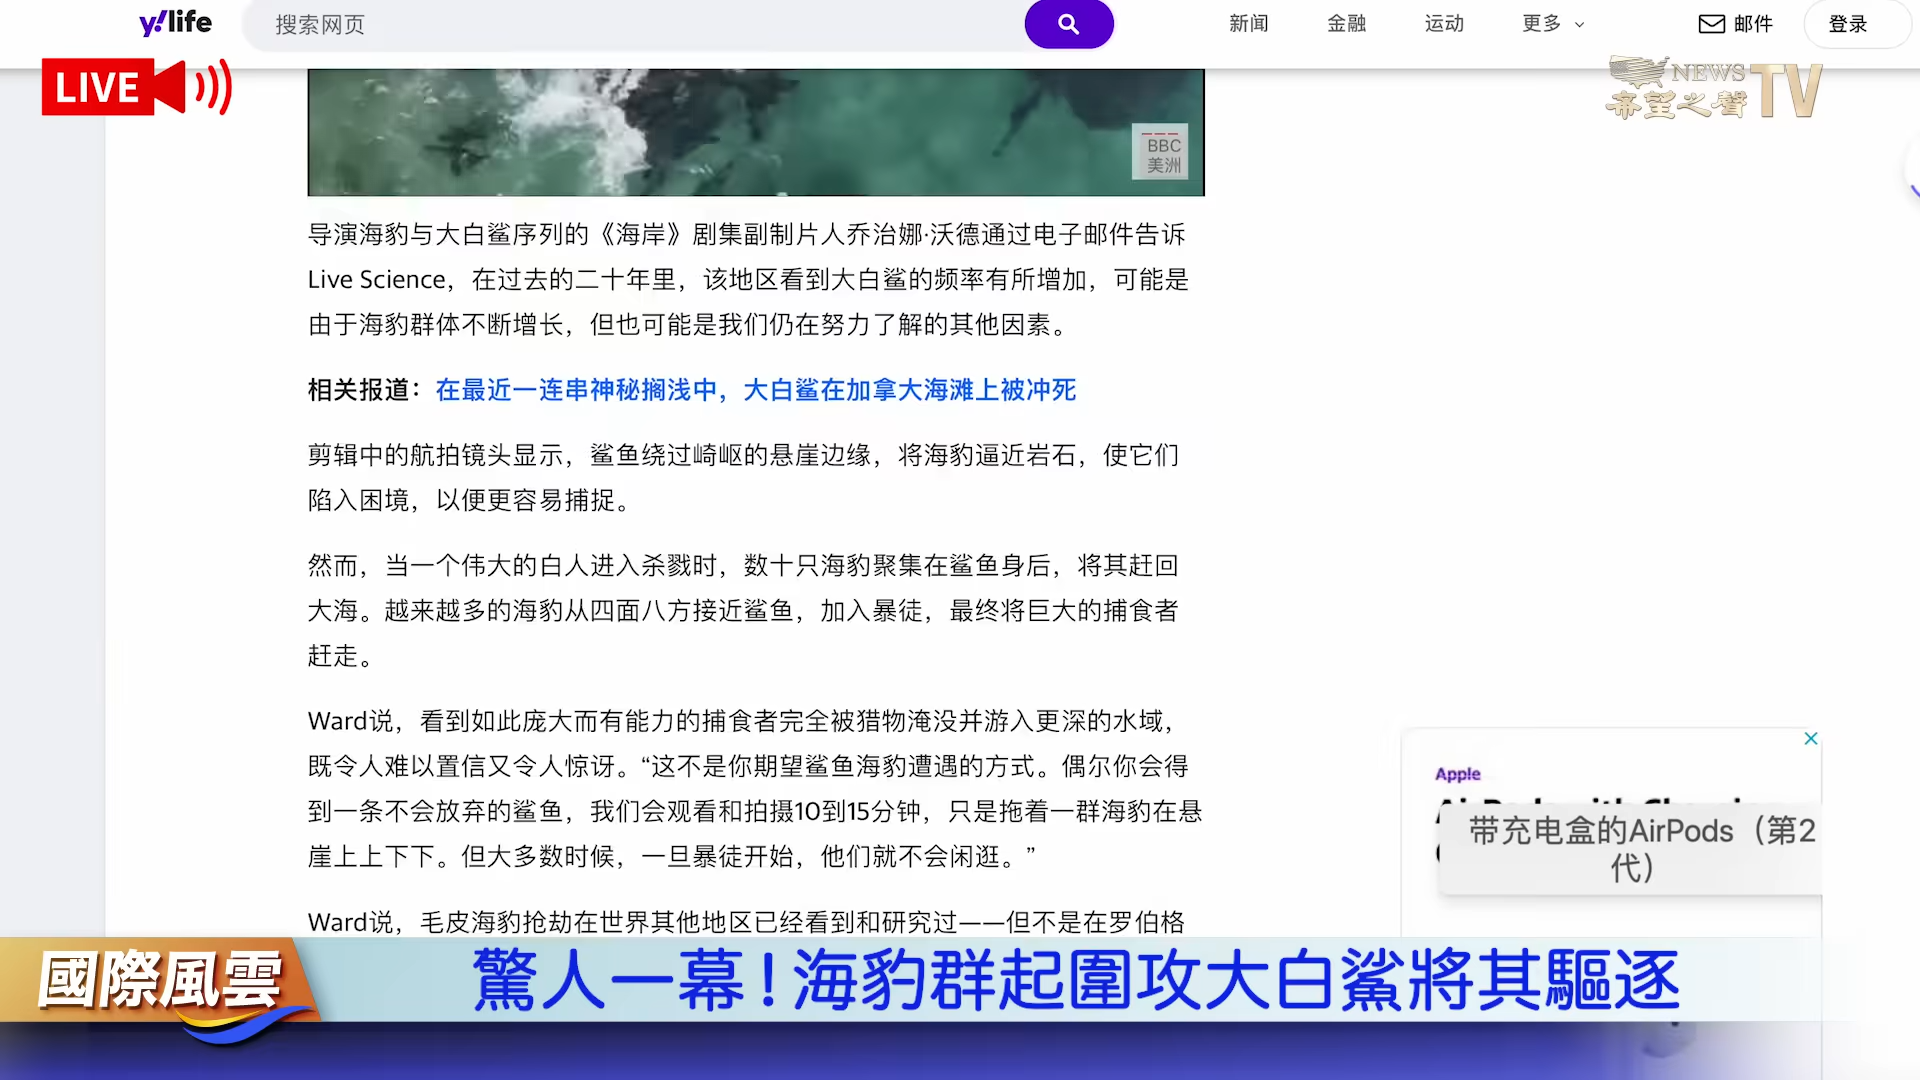 y!life
搜索网页
新闻
金融
运动
更多
邮件
登录
LIVE
NEWS
希望之聲TV
BBC
美洲
导演海豹与大白鲨序列的《海岸》剧集副制片人乔治娜·沃德通过电子邮件告诉
Live Science，在过去的二十年里，该地区看到大白鲨的频率有所增加，可能是
由于海豹群体不断增长，但也可能是我们仍在努力了解的其他因素。
相关报道：在最近一连串神秘搁浅中，大白鲨在加拿大海滩上被冲死
剪辑中的航拍镜头显示，鲨鱼绕过崎岖的悬崖边缘，将海豹逼近岩石，使它们
陷入困境，以便更容易捕捉。
然而，当一个伟大的白人进入杀戮时，数十只海豹聚集在鲨鱼身后，将其赶回
大海。越来越多的海豹从四面八方接近鲨鱼，加入暴徒，最终将巨大的捕食者
赶走。
Ward说，看到如此庞大而有能力的捕食者完全被猎物淹没并游入更深的水域，
既令人难以置信又令人惊讶。“这不是你期望鲨鱼海豹遭遇的方式。偶尔你会得
到一条不会放弃的鲨鱼，我们会观看和拍摄10到15分钟，只是拖着一群海豹在悬
崖上上下下。但大多数时候，一旦暴徒开始，他们就不会闲逛。”
Ward说，毛皮海豹抢劫在世界其他地区已经看到和研究过——但不是在罗伯格
Apple
带充电盒的AirPods（第2
代）
國際風雲
驚人一幕！海豹群起圍攻大白鯊將其驅逐